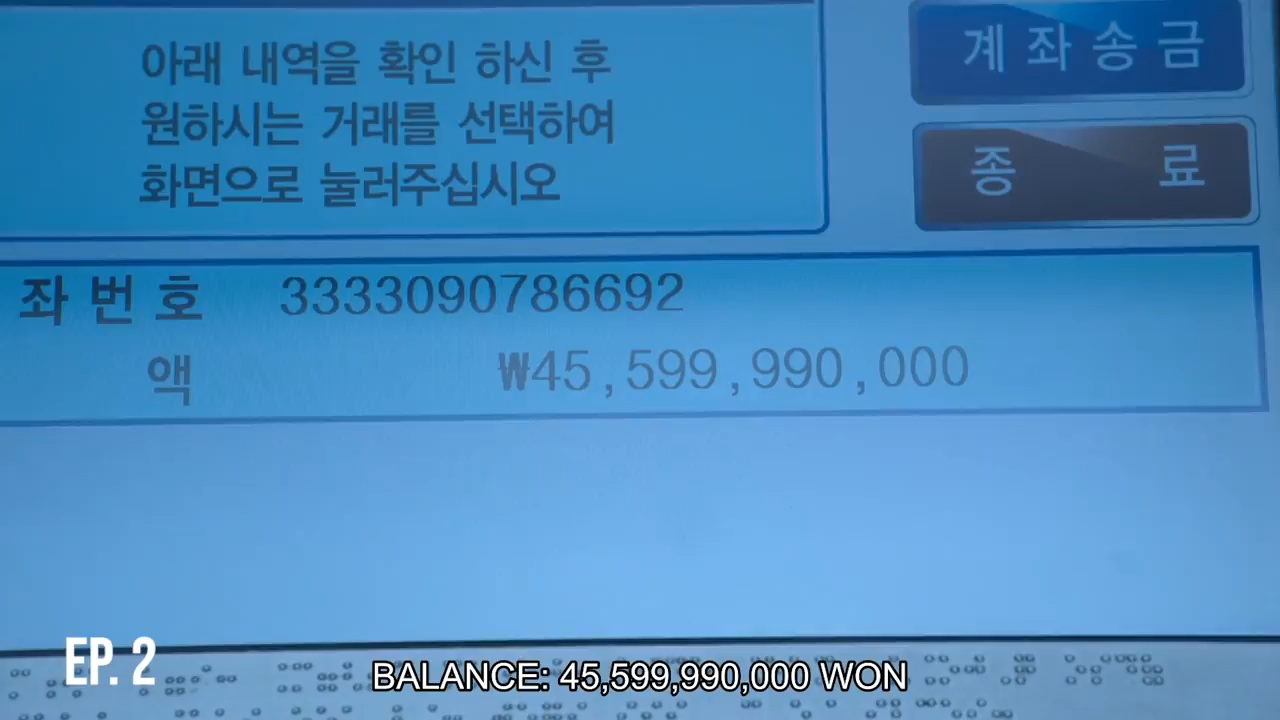 아래 내역을 확인 하신 후
원하시는 거래를 선택하여
화면으로 눌러주십시오
계좌송금
종 료
좌 번 호 3333090786692
액 ₩45,599,990,000
EP. 2
BALANCE: 45,599,990,000 WON